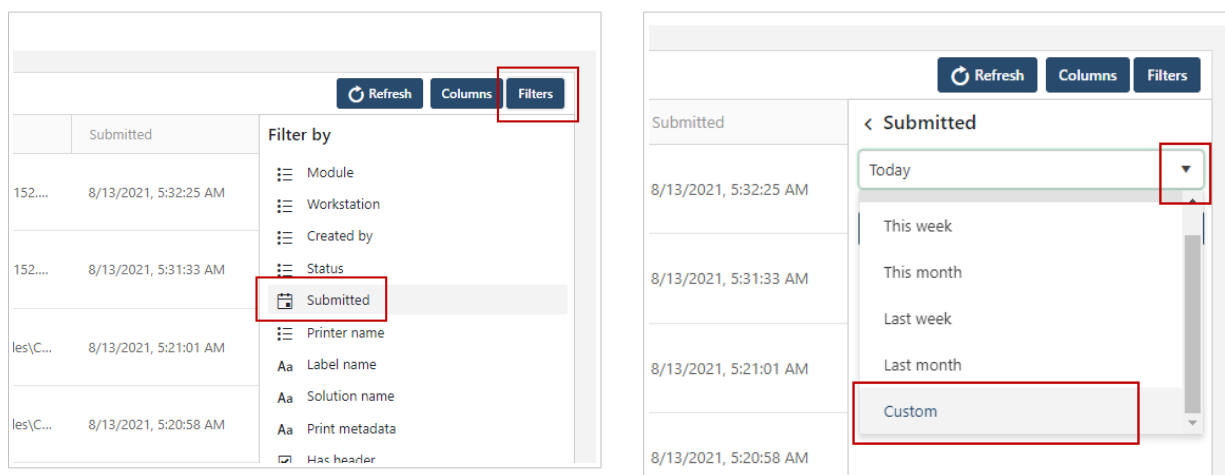 Refresh Columns Filters
Submitted Filter by
Module
152.... 8/13/2021, 5:32:25 AM
Workstation
Created by
Status
152.... 8/13/2021, 5:31:33 AM
Submitted
Printer name
les\C... 8/13/2021, 5:21:01 AM
Aa Label name
Aa Solution name
les\C... 8/13/2021, 5:20:58 AM
Aa Print metadata
Has header
Refresh Columns Filters
Submitted < Submitted
Today
8/13/2021, 5:32:25 AM
This week
This month
8/13/2021, 5:31:33 AM
Last week
Last month
8/13/2021, 5:21:01 AM
Custom
8/13/2021, 5:20:58 AM